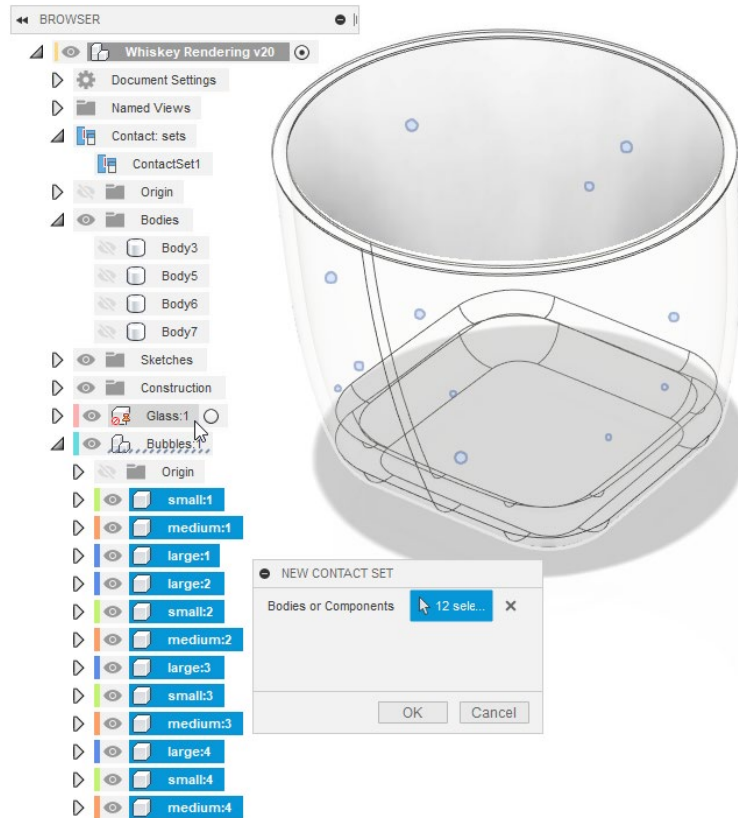 BROWSER
Whiskey Rendering v20
Document Settings
Named Views
Contact: sets
ContactSet1
Origin
Bodies
Body3
Body5
Body6
Body7
Sketches
Construction
Glass:1
Bubbles:1
Origin
small:1
medium:1
large:1
large:2
small:2
medium:2
large:3
small:3
medium:3
large:4
small:4
medium:4
NEW CONTACT SET
Bodies or Components 12 sele...
OK Cancel